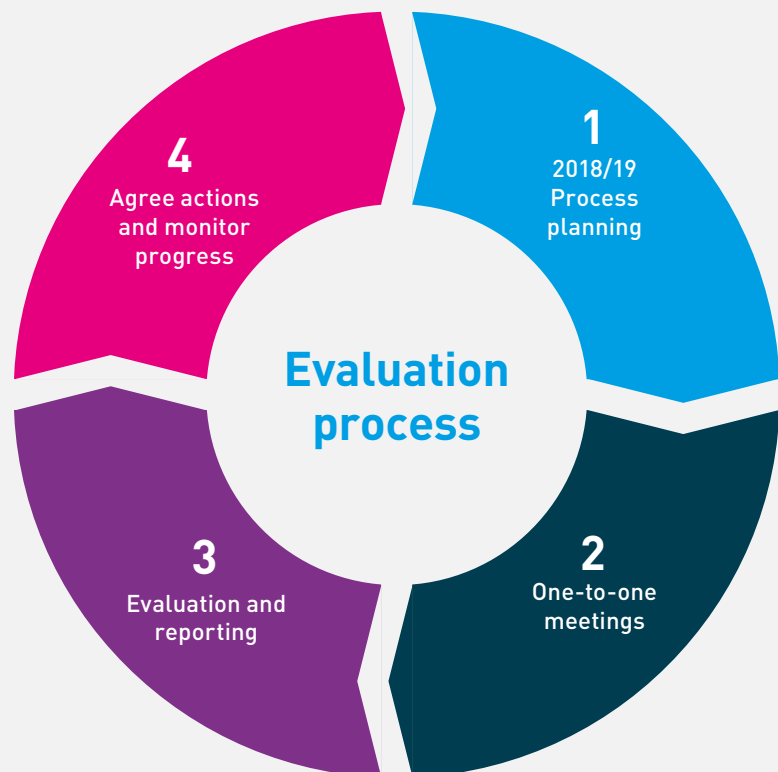 Evaluation
process
1
2018/19
Process
planning
2
One-to-one
meetings
3
Evaluation and
reporting
4
Agree actions
and monitor
progress